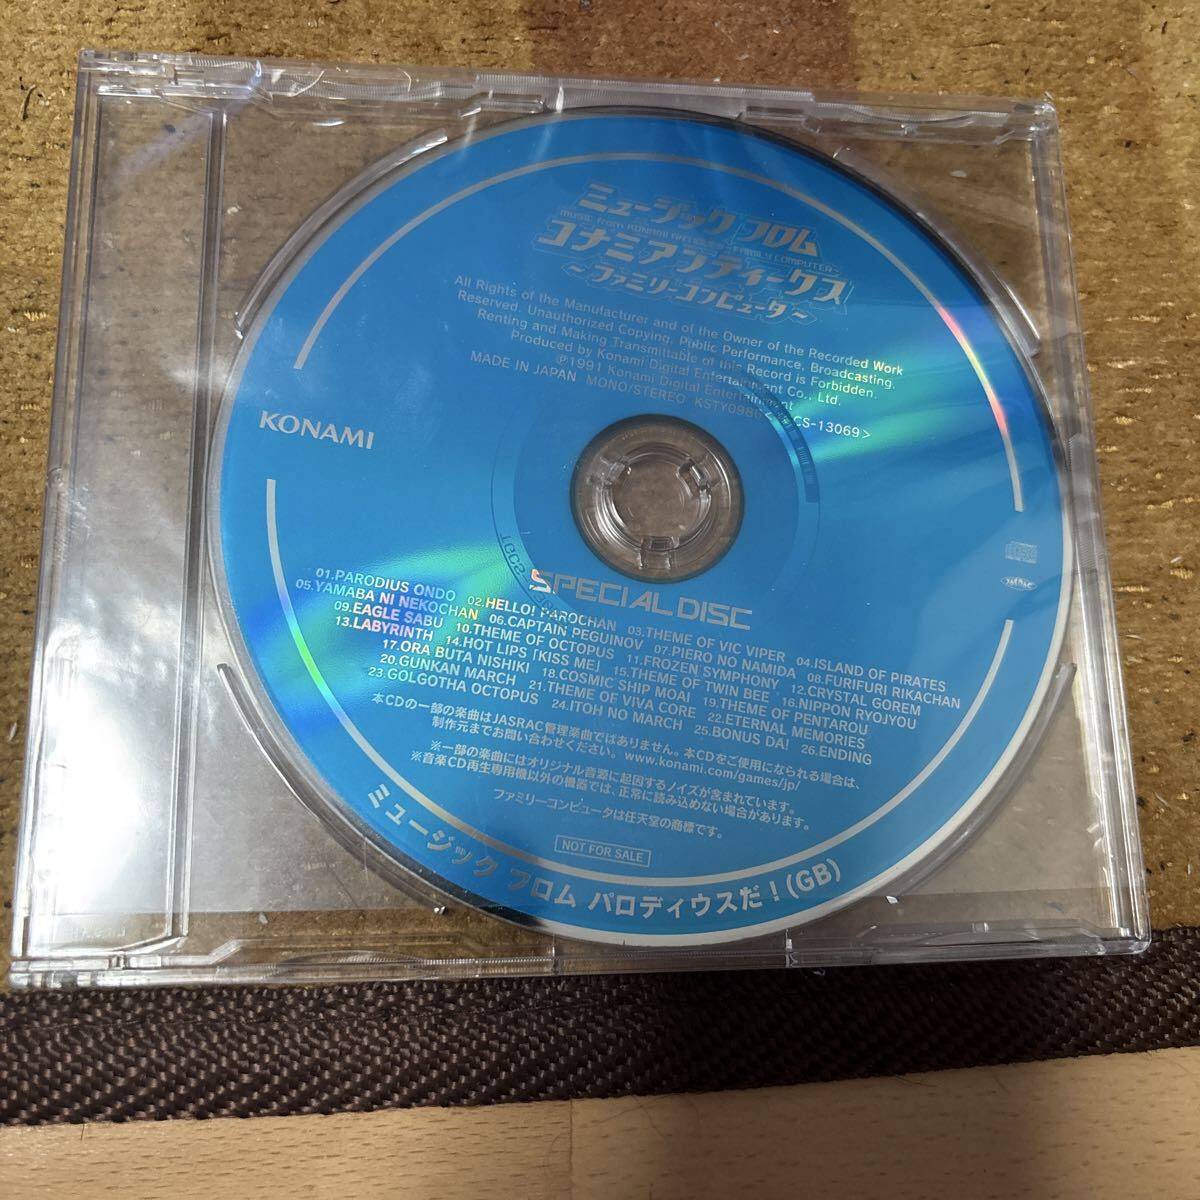 ミュージック フロム
MUSIC from KONAMI ANTIQUES ~FAMILY COMPUTER~
コナミアンティークス
~ファミリーコンピュータ~
All Rights of the Manufacturer and of the Owner of the Recorded Work
Reserved. Unauthorized Copying, Public Performance, Broadcasting,
Renting and Making Transmittable of this Record is Forbidden.
Produced by Konami Digital Entertainment Co., Ltd.
℗1991 Konami Digital Entertainment
MADE IN JAPAN MONO/STEREO CS-13069>
KONAMI
SPECIAL DISC
01.PARODIUS ONDO 02.HELLO! PAROCHAN 03.THEME OF VIC VIPER 04.ISLAND OF PIRATES
05.YAMABA NI NEKOCHAN 06.CAPTAIN PEGUINOV 07.PIERO NO NAMIDA 08.FURIFURI RIKACHAN
09.EAGLE SABU 10.THEME OF OCTOPUS 11.FROZEN SYMPHONY 12.CRYSTAL GOREM
13.LABYRINTH 14.HOT LIPS「KISS ME」 15.THEME OF TWIN BEE 16.NIPPON RYOJYOU
17.ORA BUTA NISHIKI 18.COSMIC SHIP MOAI 19.THEME OF PENTAROU
20.GUNKAN MARCH 21.THEME OF VIVA CORE 22.ETERNAL MEMORIES
23.GOLGOTHA OCTOPUS 24.ITOH NO MARCH 25.BONUS DA! 26.ENDING
本CDの一部の楽曲はJASRAC管理楽曲ではありません。本CDをご使用になられる場合は、
制作元までお問い合わせください。www.konami.com/games/jp/
※一部の楽曲にはオリジナル音源に起因するノイズが含まれています。
※音楽CD再生専用機以外の機器では、正常に読み込めない場合があります。
ファミリーコンピュータは任天堂の商標です。
NOT FOR SALE
ミュージック フロム パロディウスだ！(GB)